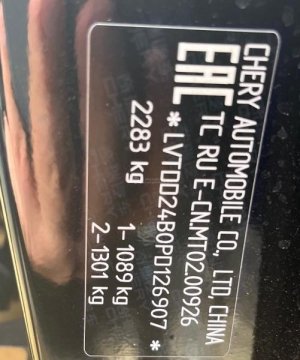 CHERY AUTOMOBILE CO., LTD, CHINA
EAC TC RU E-CN.MT02.00926
*LVTDD24B0PD126907*
2283 kg
1- 1089 kg
2-1301 kg